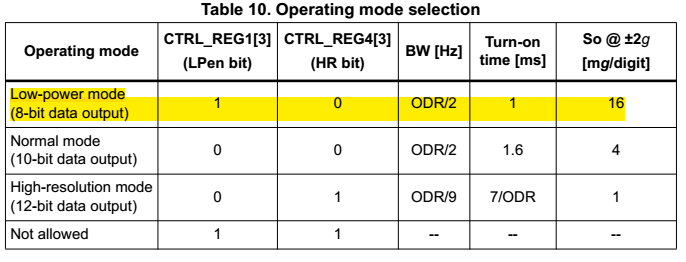 Table 10. Operating mode selection
Operating mode CTRL_REG1[3] (LPen bit) CTRL_REG4[3] (HR bit) BW [Hz] Turn-on time [ms] So @ ±2g [mg/digit]
Low-power mode (8-bit data output) 1 0 ODR/2 1 16
Normal mode (10-bit data output) 0 0 ODR/2 1.6 4
High-resolution mode (12-bit data output) 0 1 ODR/9 7/ODR 1
Not allowed 1 1 -- -- --